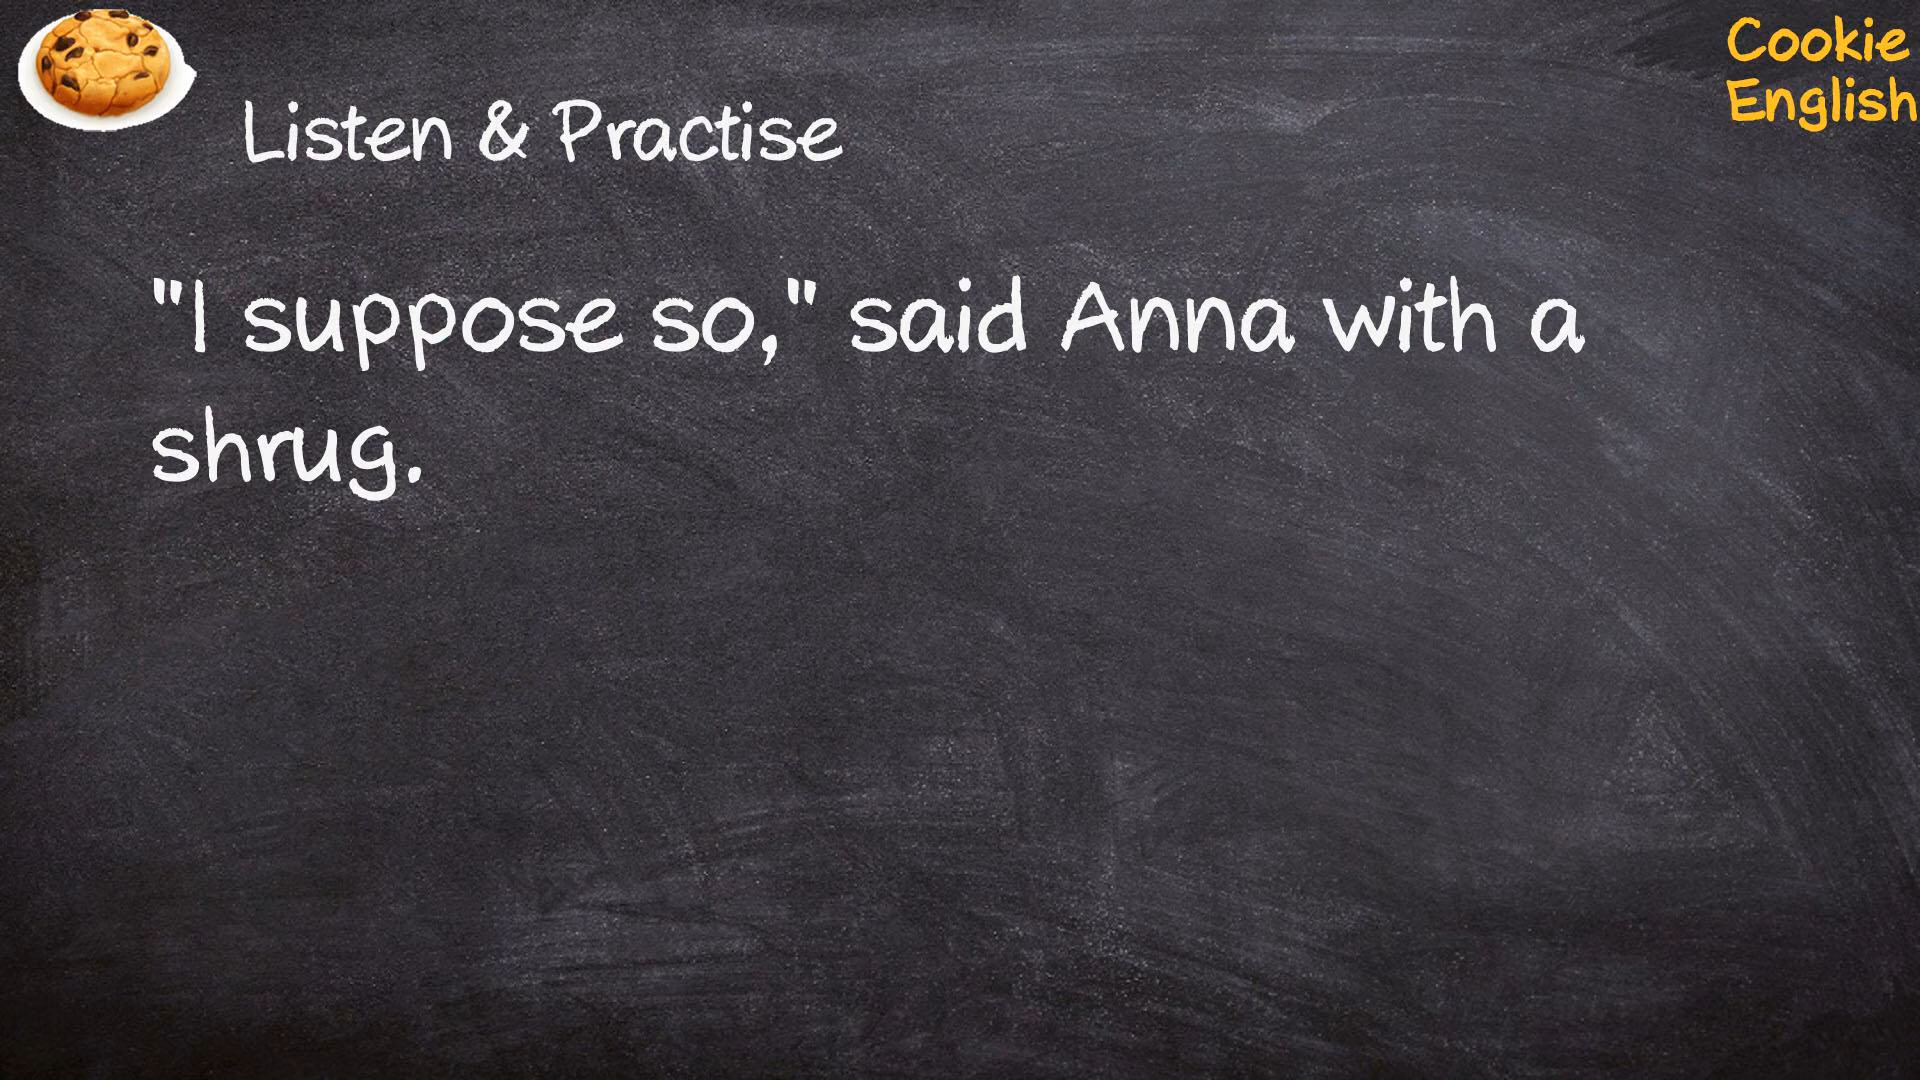 Cookie
English
Listen & Practise
"I suppose so," said Anna with a
shrug.